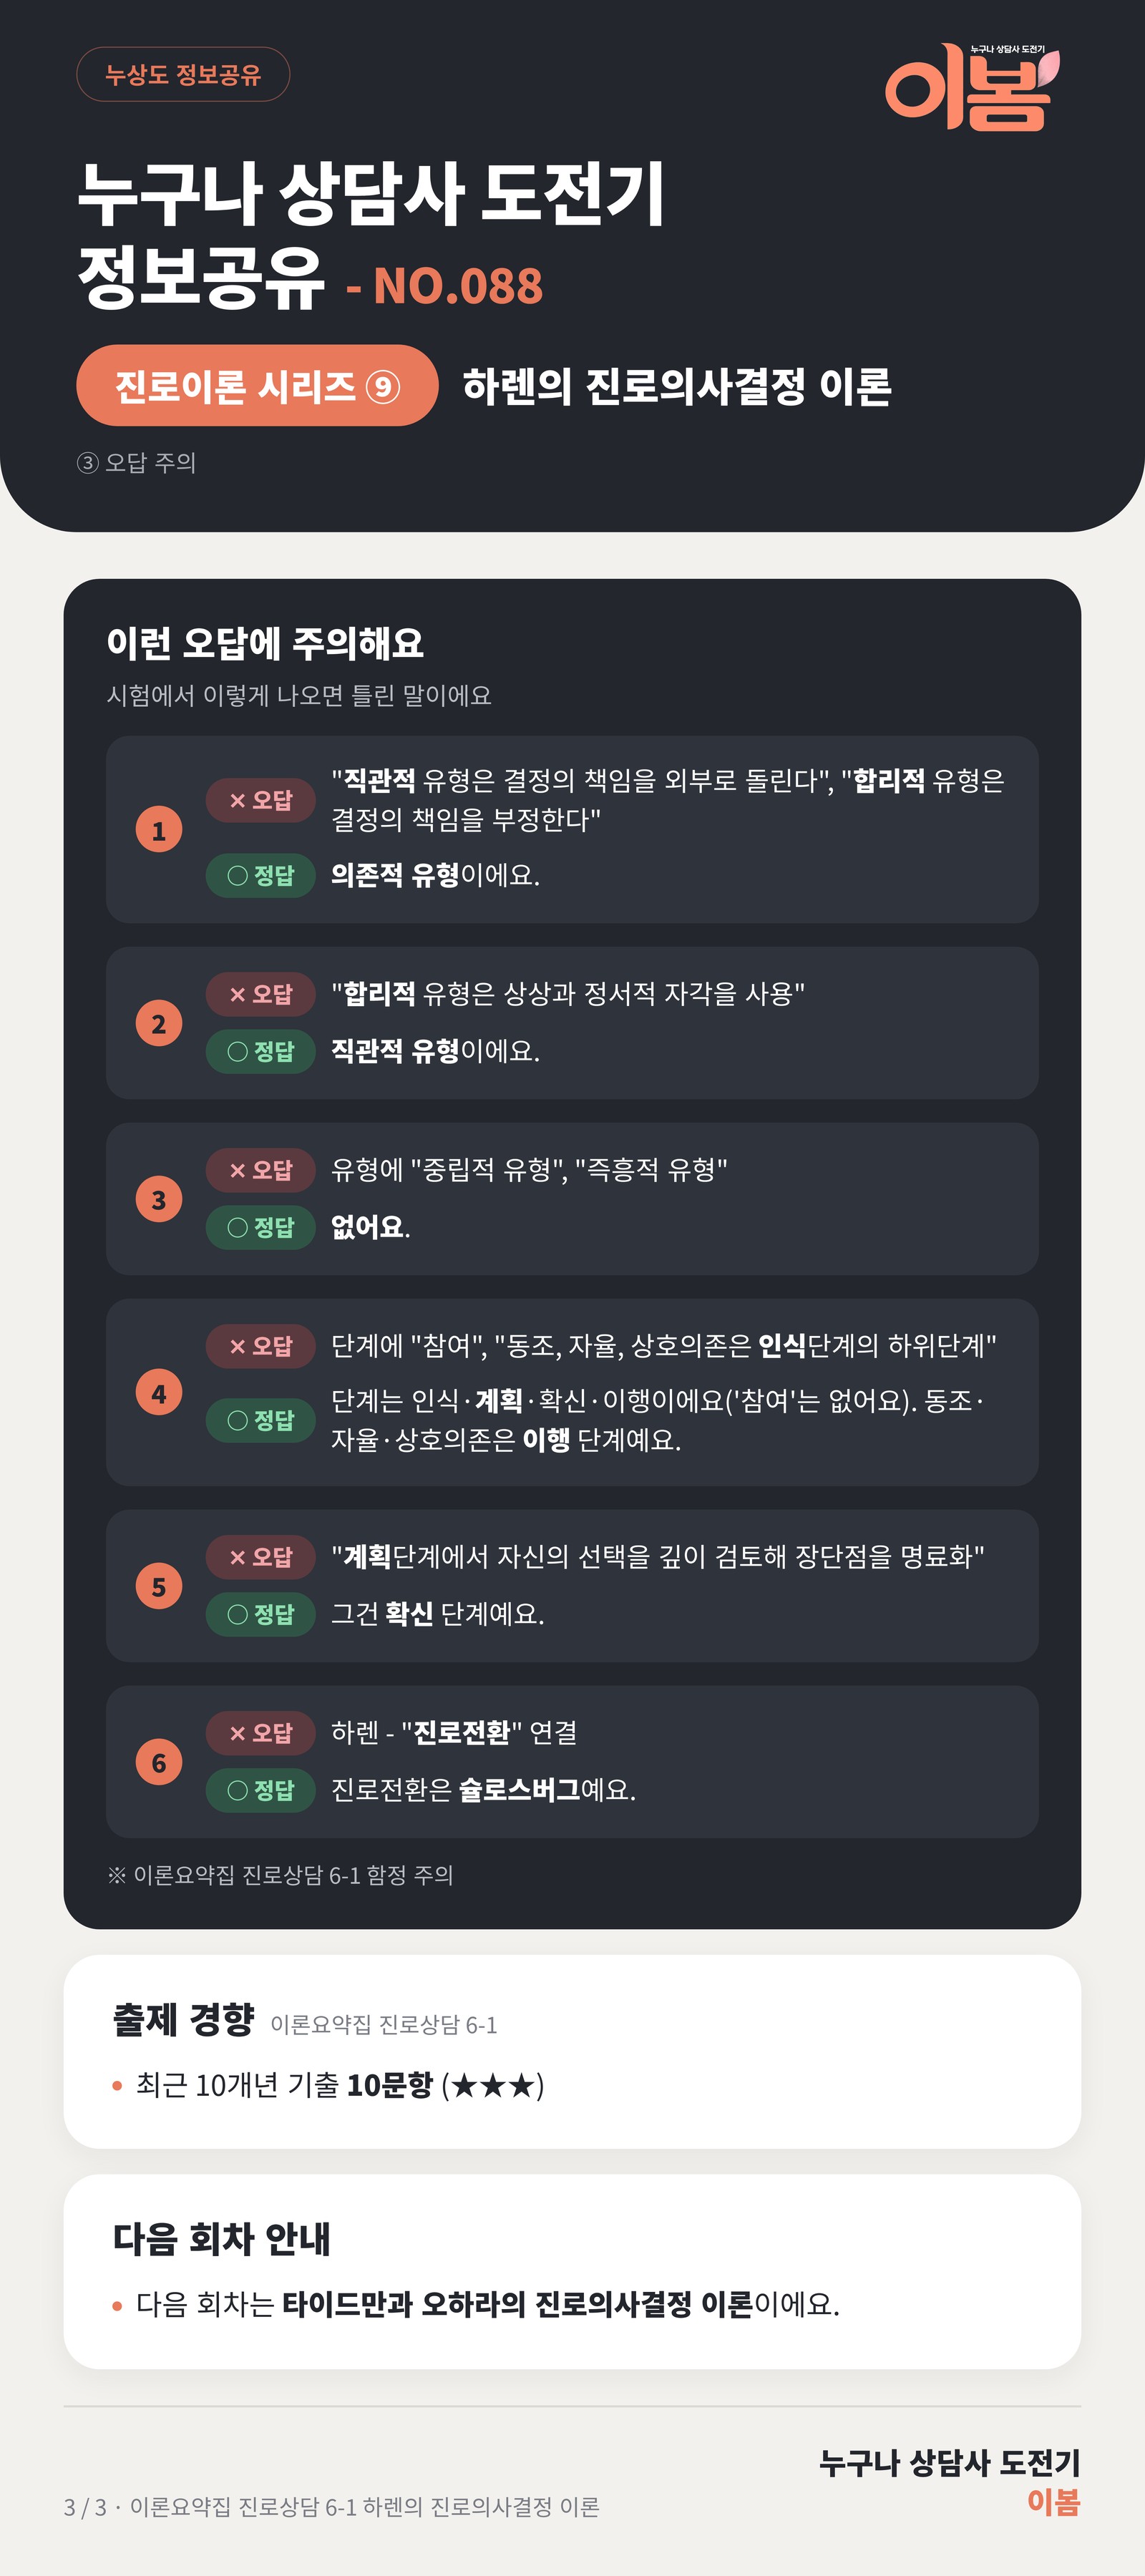 누상도 정보공유
누구나 상담사 도전기
이봄
누구나 상담사 도전기
정보공유 - NO.088
진로이론 시리즈 ⑨ 하렌의 진로의사결정 이론
③ 오답 주의
이런 오답에 주의해요
시험에서 이렇게 나오면 틀린 말이에요
1
× 오답 "직관적 유형은 결정의 책임을 외부로 돌린다", "합리적 유형은
결정의 책임을 부정한다"
○ 정답 의존적 유형이에요.
2
× 오답 "합리적 유형은 상상과 정서적 자각을 사용"
○ 정답 직관적 유형이에요.
3
× 오답 유형에 "중립적 유형", "즉흥적 유형"
○ 정답 없어요.
4
× 오답 단계에 "참여", "동조, 자율, 상호의존은 인식단계의 하위단계"
○ 정답 단계는 인식·계획·확신·이행이에요('참여'는 없어요). 동조·
자율·상호의존은 이행 단계예요.
5
× 오답 "계획단계에서 자신의 선택을 깊이 검토해 장단점을 명료화"
○ 정답 그건 확신 단계예요.
6
× 오답 하렌 - "진로전환" 연결
○ 정답 진로전환은 슐로스버그예요.
※ 이론요약집 진로상담 6-1 함정 주의
출제 경향 이론요약집 진로상담 6-1
• 최근 10개년 기출 10문항 (★★★)
다음 회차 안내
• 다음 회차는 타이드만과 오하라의 진로의사결정 이론이에요.
누구나 상담사 도전기
3 / 3 · 이론요약집 진로상담 6-1 하렌의 진로의사결정 이론
이봄